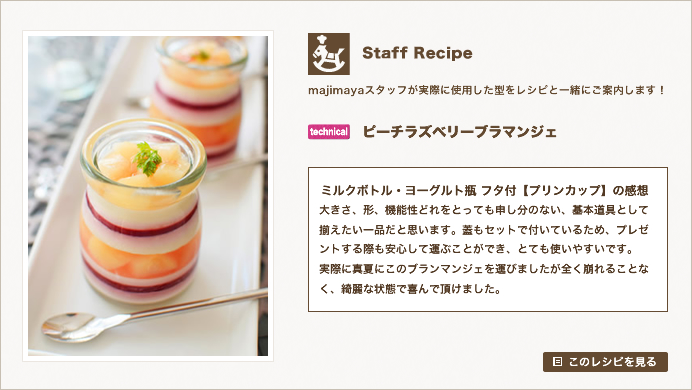 Staff Recipe
majimayaスタッフが実際に使用した型をレシピと一緒にご案内します！
technical ピーチラズベリーブラマンジェ
ミルクボトル・ヨーグルト瓶 フタ付【プリンカップ】の感想
大きさ、形、機能性どれをとっても申し分のない、基本道具として
揃えたい一品だと思います。蓋もセットで付いているため、プレゼ
ントする際も安心して運ぶことができ、とても使いやすいです。
実際に真夏にこのブランマンジェを運びましたが全く崩れることな
く、綺麗な状態で喜んで頂けました。
このレシピを見る